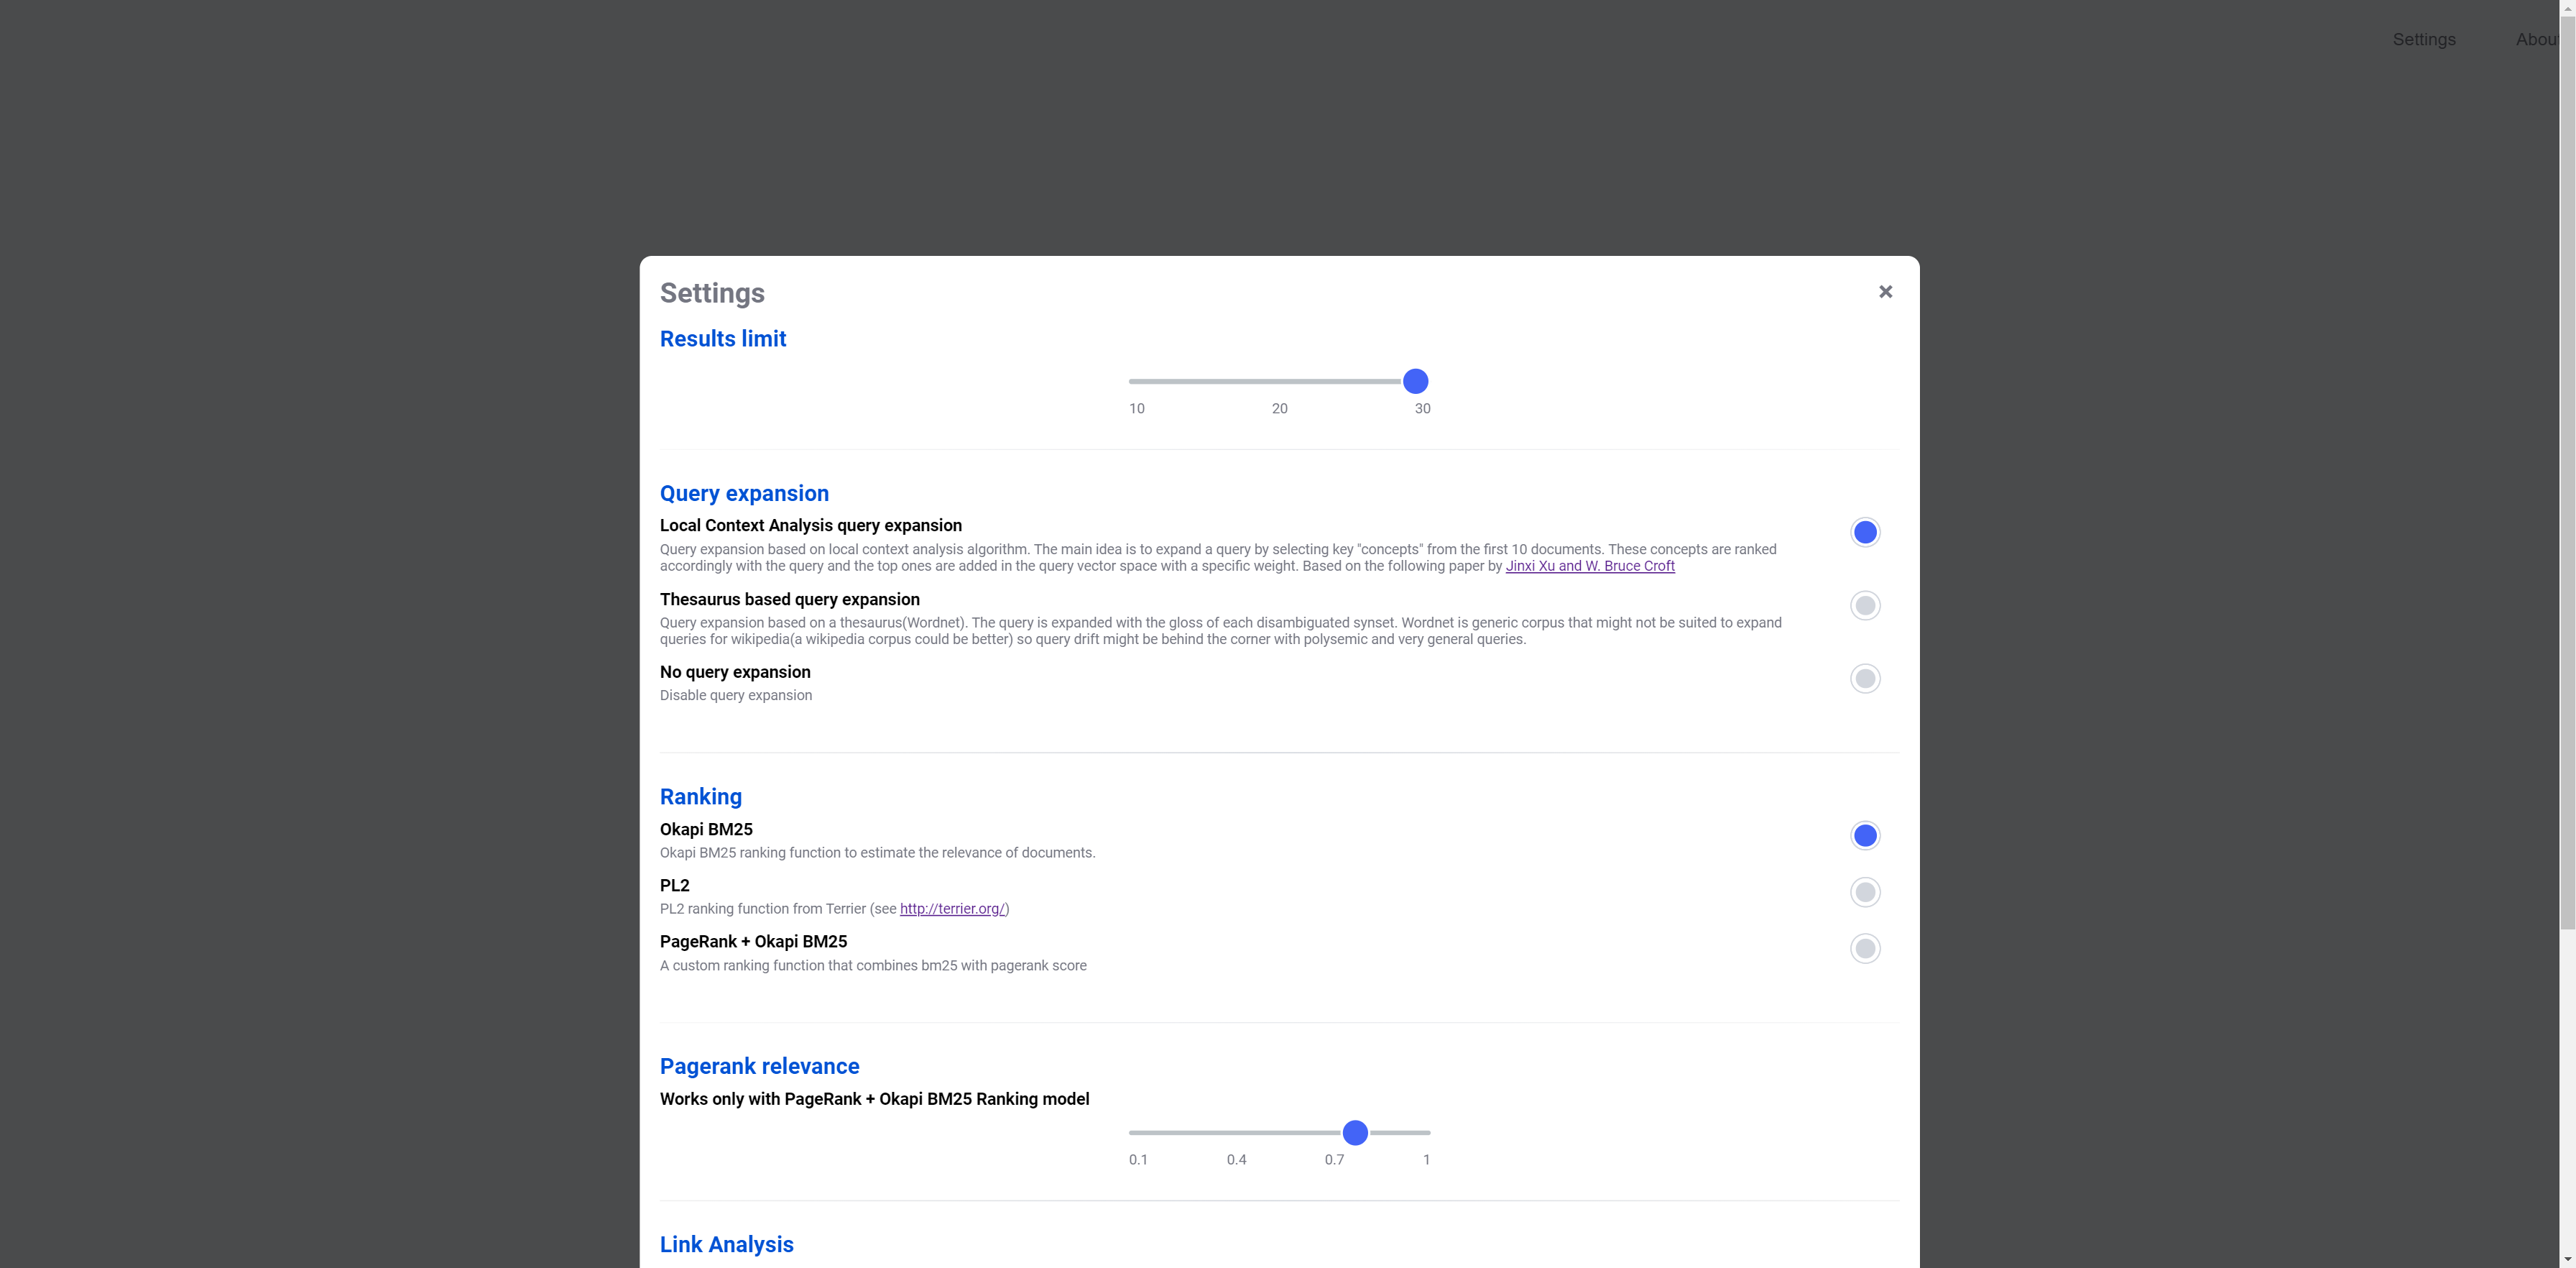 Settings
Settings
×
Results limit
10 20 30
Query expansion
Local Context Analysis query expansion
Query expansion based on local context analysis algorithm. The main idea is to expand a query by selecting key "concepts" from the first 10 documents. These concepts are ranked
accordingly with the query and the top ones are added in the query vector space with a specific weight. Based on the following paper by Jinxi Xu and W. Bruce Croft
Thesaurus based query expansion
Query expansion based on a thesaurus(Wordnet). The query is expanded with the gloss of each disambiguated synset. Wordnet is generic corpus that might not be suited to expand
queries for wikipedia(a wikipedia corpus could be better) so query drift might be behind the corner with polysemic and very general queries.
No query expansion
Disable query expansion
Ranking
Okapi BM25
Okapi BM25 ranking function to estimate the relevance of documents.
PL2
PL2 ranking function from Terrier (see http://terrier.org/)
PageRank + Okapi BM25
A custom ranking function that combines bm25 with pagerank score
Pagerank relevance
Works only with PageRank + Okapi BM25 Ranking model
0.1 0.4 0.7 1
Link Analysis